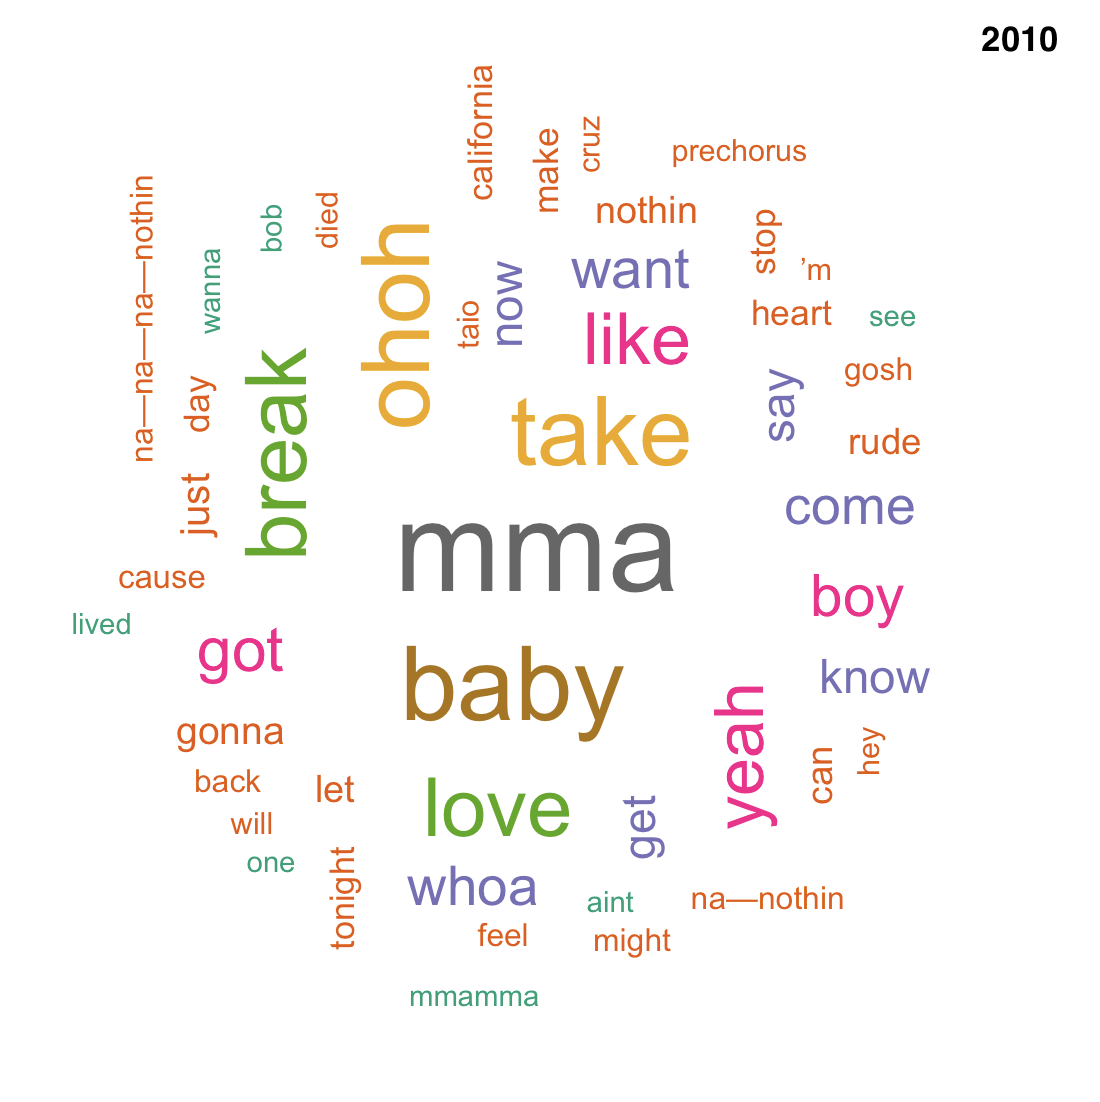 2010
california
make
cruz
prechorus
na—na—na—na—nothin
wanna
bob
died
ohoh
taio
now
nothin
want
like
stop
’m
heart
see
day
break
take
say
gosh
rude
just
mma
come
cause
lived
got
baby
boy
know
gonna
yeah
can
hey
back
let
love
get
will
one
tonight
whoa
aint
na—nothin
feel
might
mmamma